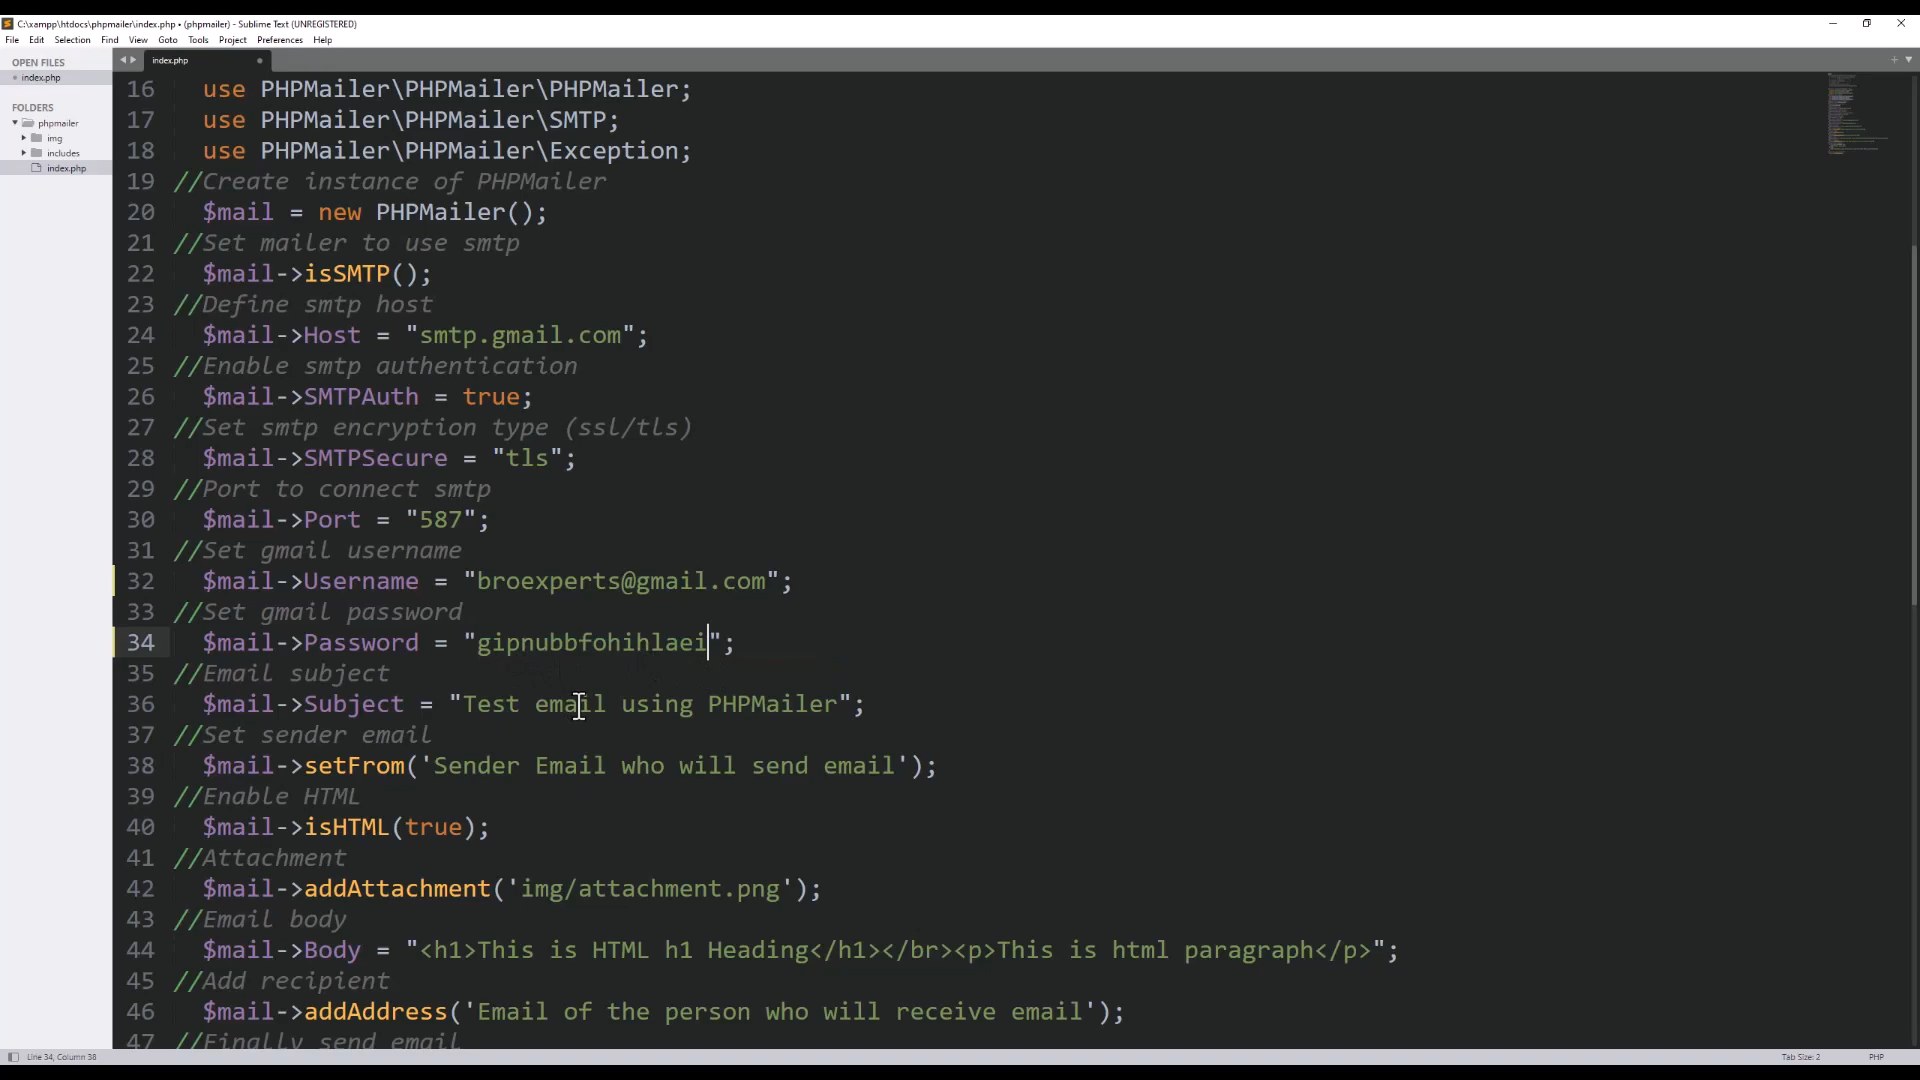 C:\xampp\htdocs\phpmailer\index.php • (phpmailer) - Sublime Text (UNREGISTERED)
File Edit Selection Find View Goto Tools Project Preferences Help
OPEN FILES
index.php
FOLDERS
phpmailer
img
includes
index.php
index.php
16 use PHPMailer\PHPMailer\PHPMailer;
17 use PHPMailer\PHPMailer\SMTP;
18 use PHPMailer\PHPMailer\Exception;
19 //Create instance of PHPMailer
20 $mail = new PHPMailer();
21 //Set mailer to use smtp
22 $mail->isSMTP();
23 //Define smtp host
24 $mail->Host = "smtp.gmail.com";
25 //Enable smtp authentication
26 $mail->SMTPAuth = true;
27 //Set smtp encryption type (ssl/tls)
28 $mail->SMTPSecure = "tls";
29 //Port to connect smtp
30 $mail->Port = "587";
31 //Set gmail username
32 $mail->Username = "broexperts@gmail.com";
33 //Set gmail password
34 $mail->Password = "gipnubbfohihlaei";
35 //Email subject
36 $mail->Subject = "Test email using PHPMailer";
37 //Set sender email
38 $mail->setFrom('Sender Email who will send email');
39 //Enable HTML
40 $mail->isHTML(true);
41 //Attachment
42 $mail->addAttachment('img/attachment.png');
43 //Email body
44 $mail->Body = "<h1>This is HTML h1 Heading</h1></br><p>This is html paragraph</p>";
45 //Add recipient
46 $mail->addAddress('Email of the person who will receive email');
47 //Finally send email
Line 34, Column 38
Tab Size: 2
PHP